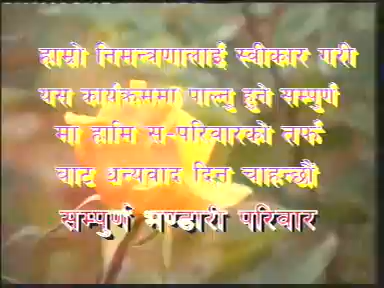 हाम्रो निमन्त्रणालाई स्वीकार गरी
यस कार्यक्रममा पाल्नु हुने सम्पुर्ण
मा हामि स-परिवारको तर्फ
बाट धन्यवाद दिन चाहन्छौं
सम्पुर्ण भण्डारी परिवार